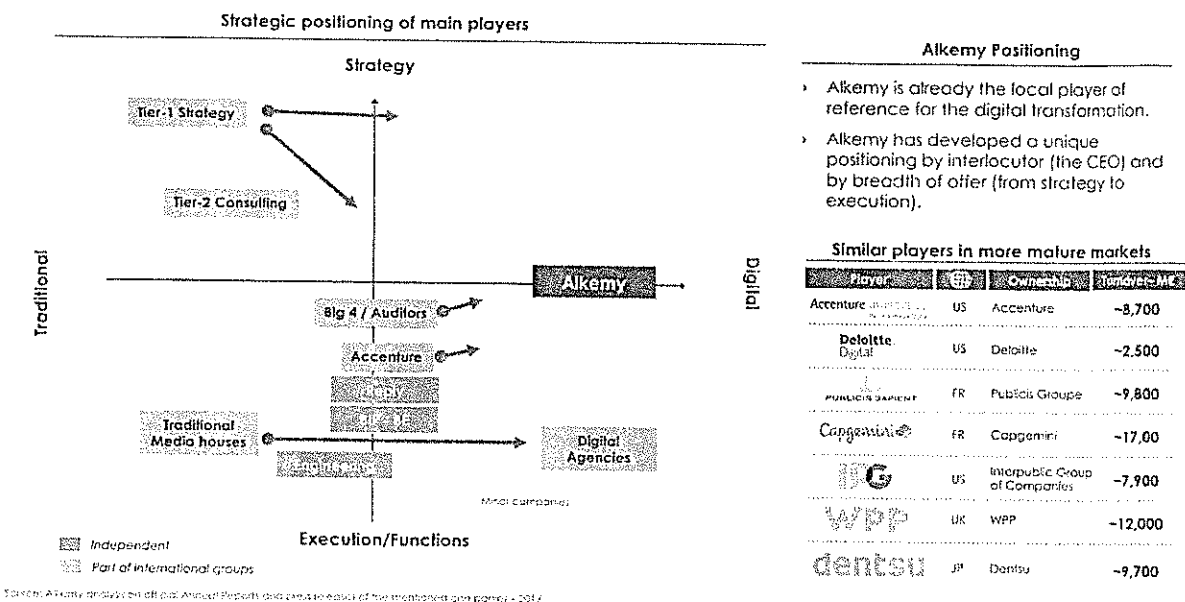 Strategic positioning of main players
Strategy
Tier-1 Strategy
Tier-2 Consulting
Traditional
Digital
Alkemy
Big 4 / Auditors
Accenture
Reply
Traditional
Media houses
Digital
Agencies
Engineering
Minor Companies
Execution/Functions
Independent
Part of international groups
Alkemy Positioning
› Alkemy is already the local player of
reference for the digital transformation.
› Alkemy has developed a unique
positioning by interlocutor (the CEO) and
by breadth of offer (from strategy to
execution).
Similar players in more mature markets
Player Ownership
Accenture US Accenture ~8,700
Deloitte.
Digital US Deloitte ~2,500
PUBLICIS SAPIENT FR Publicis Groupe ~9,800
Capgemini FR Capgemini ~17,00
IPG US Interpublic Group
of Companies ~7,900
WPP UK WPP ~12,000
dentsu JP Dentsu ~9,700